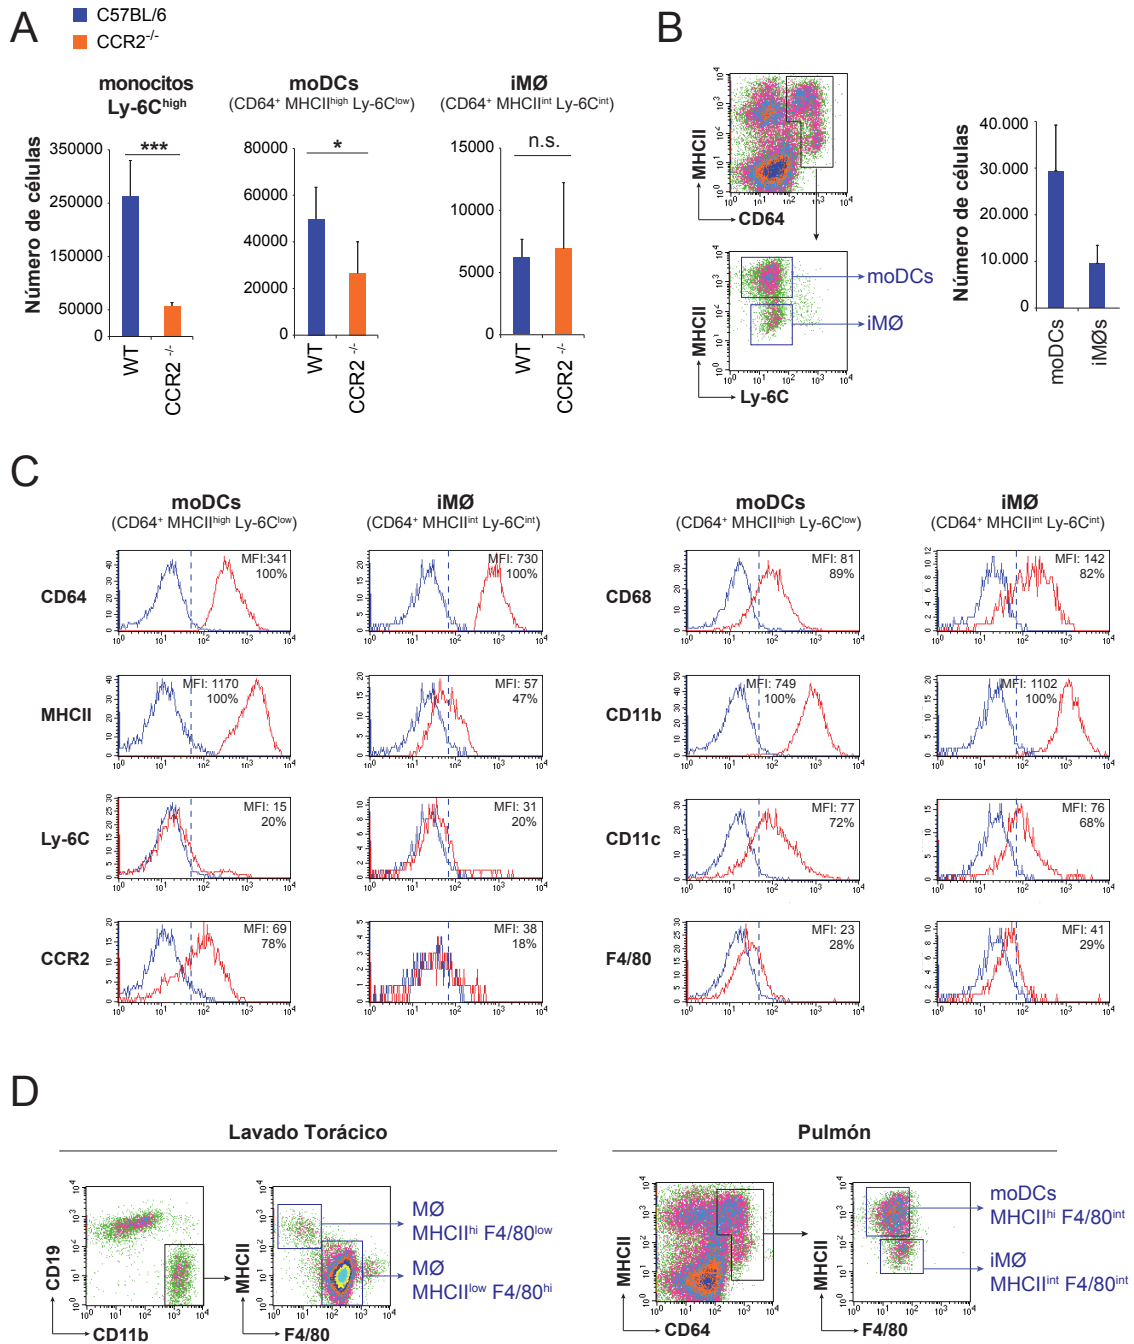 A
C57BL/6
CCR2-/-
monocitos
Ly-6Chigh
moDCs
(CD64+ MHCIIhigh Ly-6Clow)
iMØ
(CD64+ MHCIIint Ly-6Cint)
Número de células
350000
250000
150000
50000
0
***
WT
CCR2 -/-
80000
60000
40000
20000
0
*
WT
CCR2 -/-
15000
10000
5000
0
n.s.
WT
CCR2 -/-
B
MHCII
CD64
MHCII
Ly-6C
moDCs
iMØ
Número de células
40.000
30.000
20.000
10.000
0
moDCs
iMØs
C
moDCs
(CD64+ MHCIIhigh Ly-6Clow)
iMØ
(CD64+ MHCIIint Ly-6Cint)
moDCs
(CD64+ MHCIIhigh Ly-6Clow)
iMØ
(CD64+ MHCIIint Ly-6Cint)
CD64
MFI:341
100%
MFI: 730
100%
CD68
MFI: 81
89%
MFI: 142
82%
MHCII
MFI: 1170
100%
MFI: 57
47%
CD11b
MFI: 749
100%
MFI: 1102
100%
Ly-6C
MFI: 15
20%
MFI: 31
20%
CD11c
MFI: 77
72%
MFI: 76
68%
CCR2
MFI: 69
78%
MFI: 38
18%
F4/80
MFI: 23
28%
MFI: 41
29%
D
Lavado Torácico
CD19
CD11b
MHCII
F4/80
MØ
MHCIIhi F4/80low
MØ
MHCIIlow F4/80hi
Pulmón
MHCII
CD64
MHCII
F4/80
moDCs
MHCIIhi F4/80int
iMØ
MHCIIint F4/80int